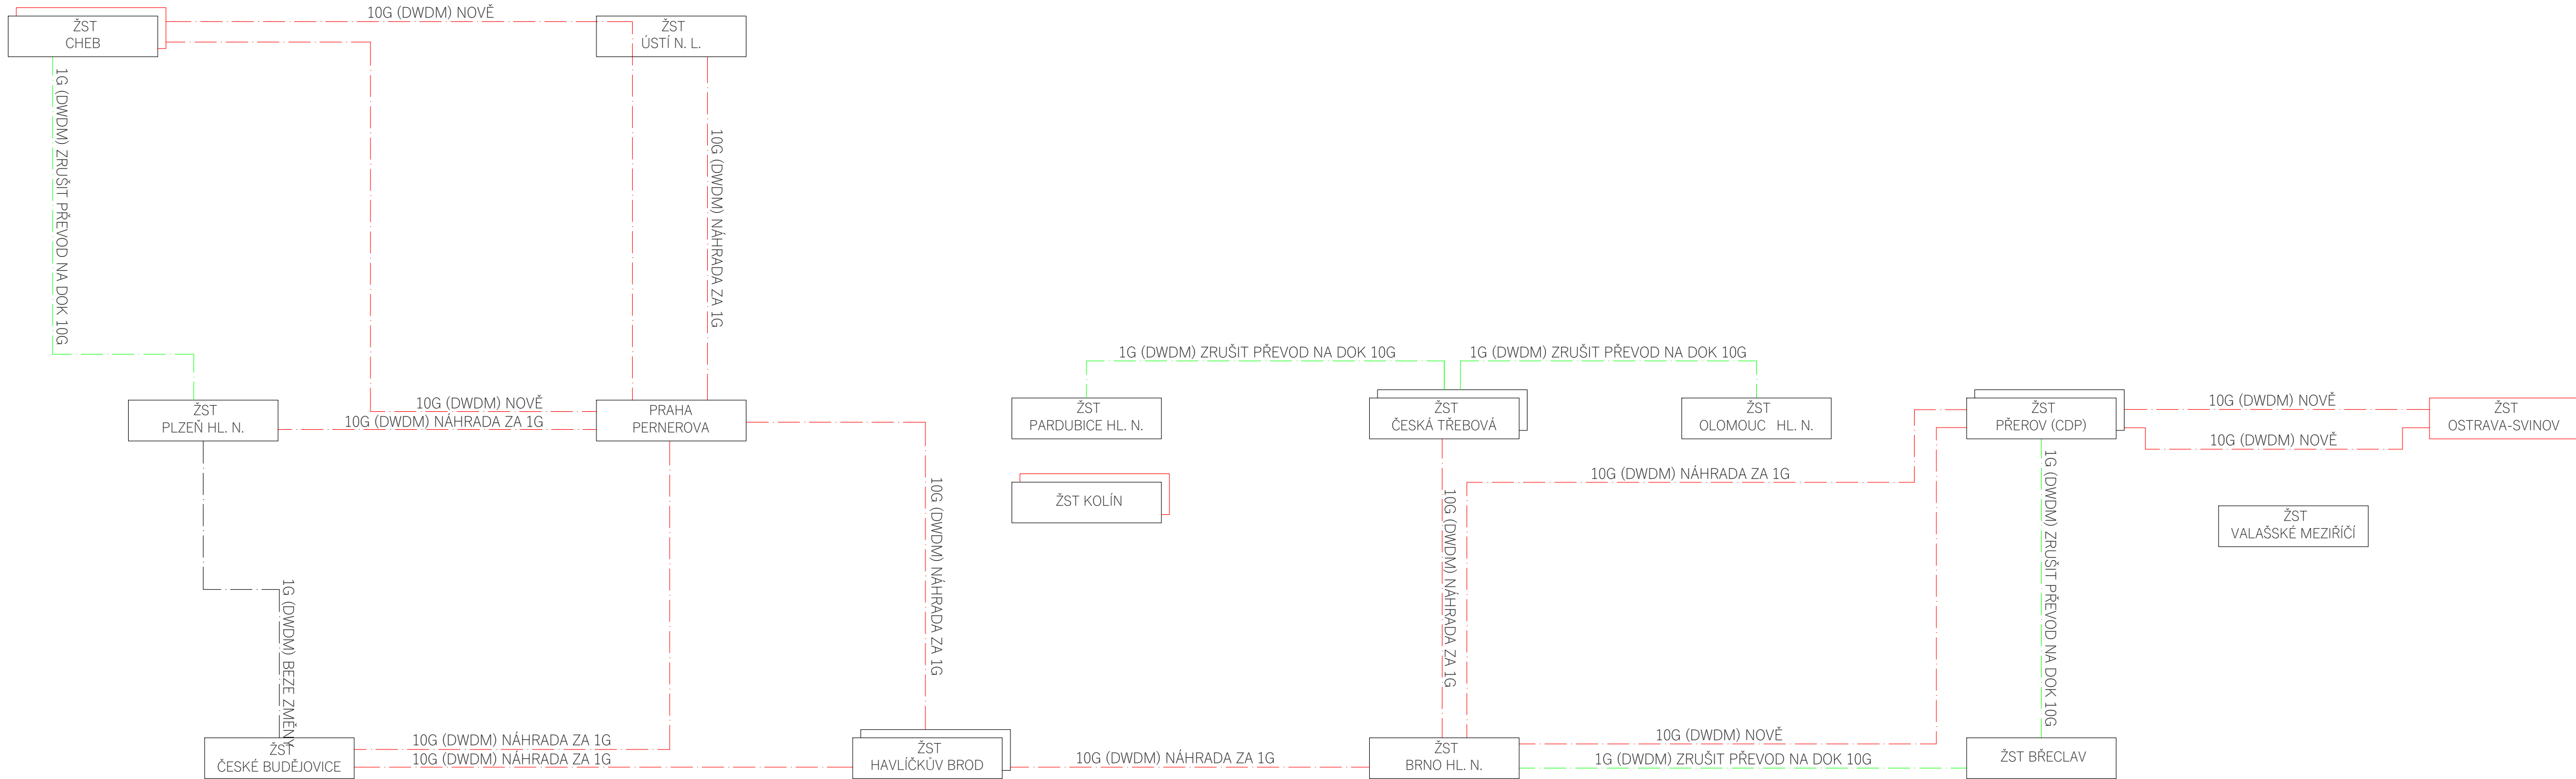 10G (DWDM) NOVĚ
ŽST
CHEB
ŽST
ÚSTÍ N. L.
1G (DWDM) ZRUŠIT PŘEVOD NA DOK 10G
10G (DWDM) NÁHRADA ZA 1G
1G (DWDM) ZRUŠIT PŘEVOD NA DOK 10G
1G (DWDM) ZRUŠIT PŘEVOD NA DOK 10G
ŽST
PLZEŇ HL. N.
10G (DWDM) NOVĚ
10G (DWDM) NÁHRADA ZA 1G
PRAHA
PERNEROVA
ŽST
PARDUBICE HL. N.
ŽST
ČESKÁ TŘEBOVÁ
ŽST
OLOMOUC HL. N.
ŽST
PŘEROV (CDP)
10G (DWDM) NOVĚ
10G (DWDM) NOVĚ
ŽST
OSTRAVA-SVINOV
ŽST KOLÍN
10G (DWDM) NÁHRADA ZA 1G
10G (DWDM) NÁHRADA ZA 1G
10G (DWDM) NÁHRADA ZA 1G
1G (DWDM) ZRUŠIT PŘEVOD NA DOK 10G
ŽST
VALAŠSKÉ MEZIŘÍČÍ
1G (DWDM) BEZE ZMĚNY
ŽST
ČESKÉ BUDĚJOVICE
10G (DWDM) NÁHRADA ZA 1G
10G (DWDM) NÁHRADA ZA 1G
ŽST
HAVLÍČKŮV BROD
10G (DWDM) NÁHRADA ZA 1G
ŽST
BRNO HL. N.
10G (DWDM) NOVĚ
1G (DWDM) ZRUŠIT PŘEVOD NA DOK 10G
ŽST BŘECLAV